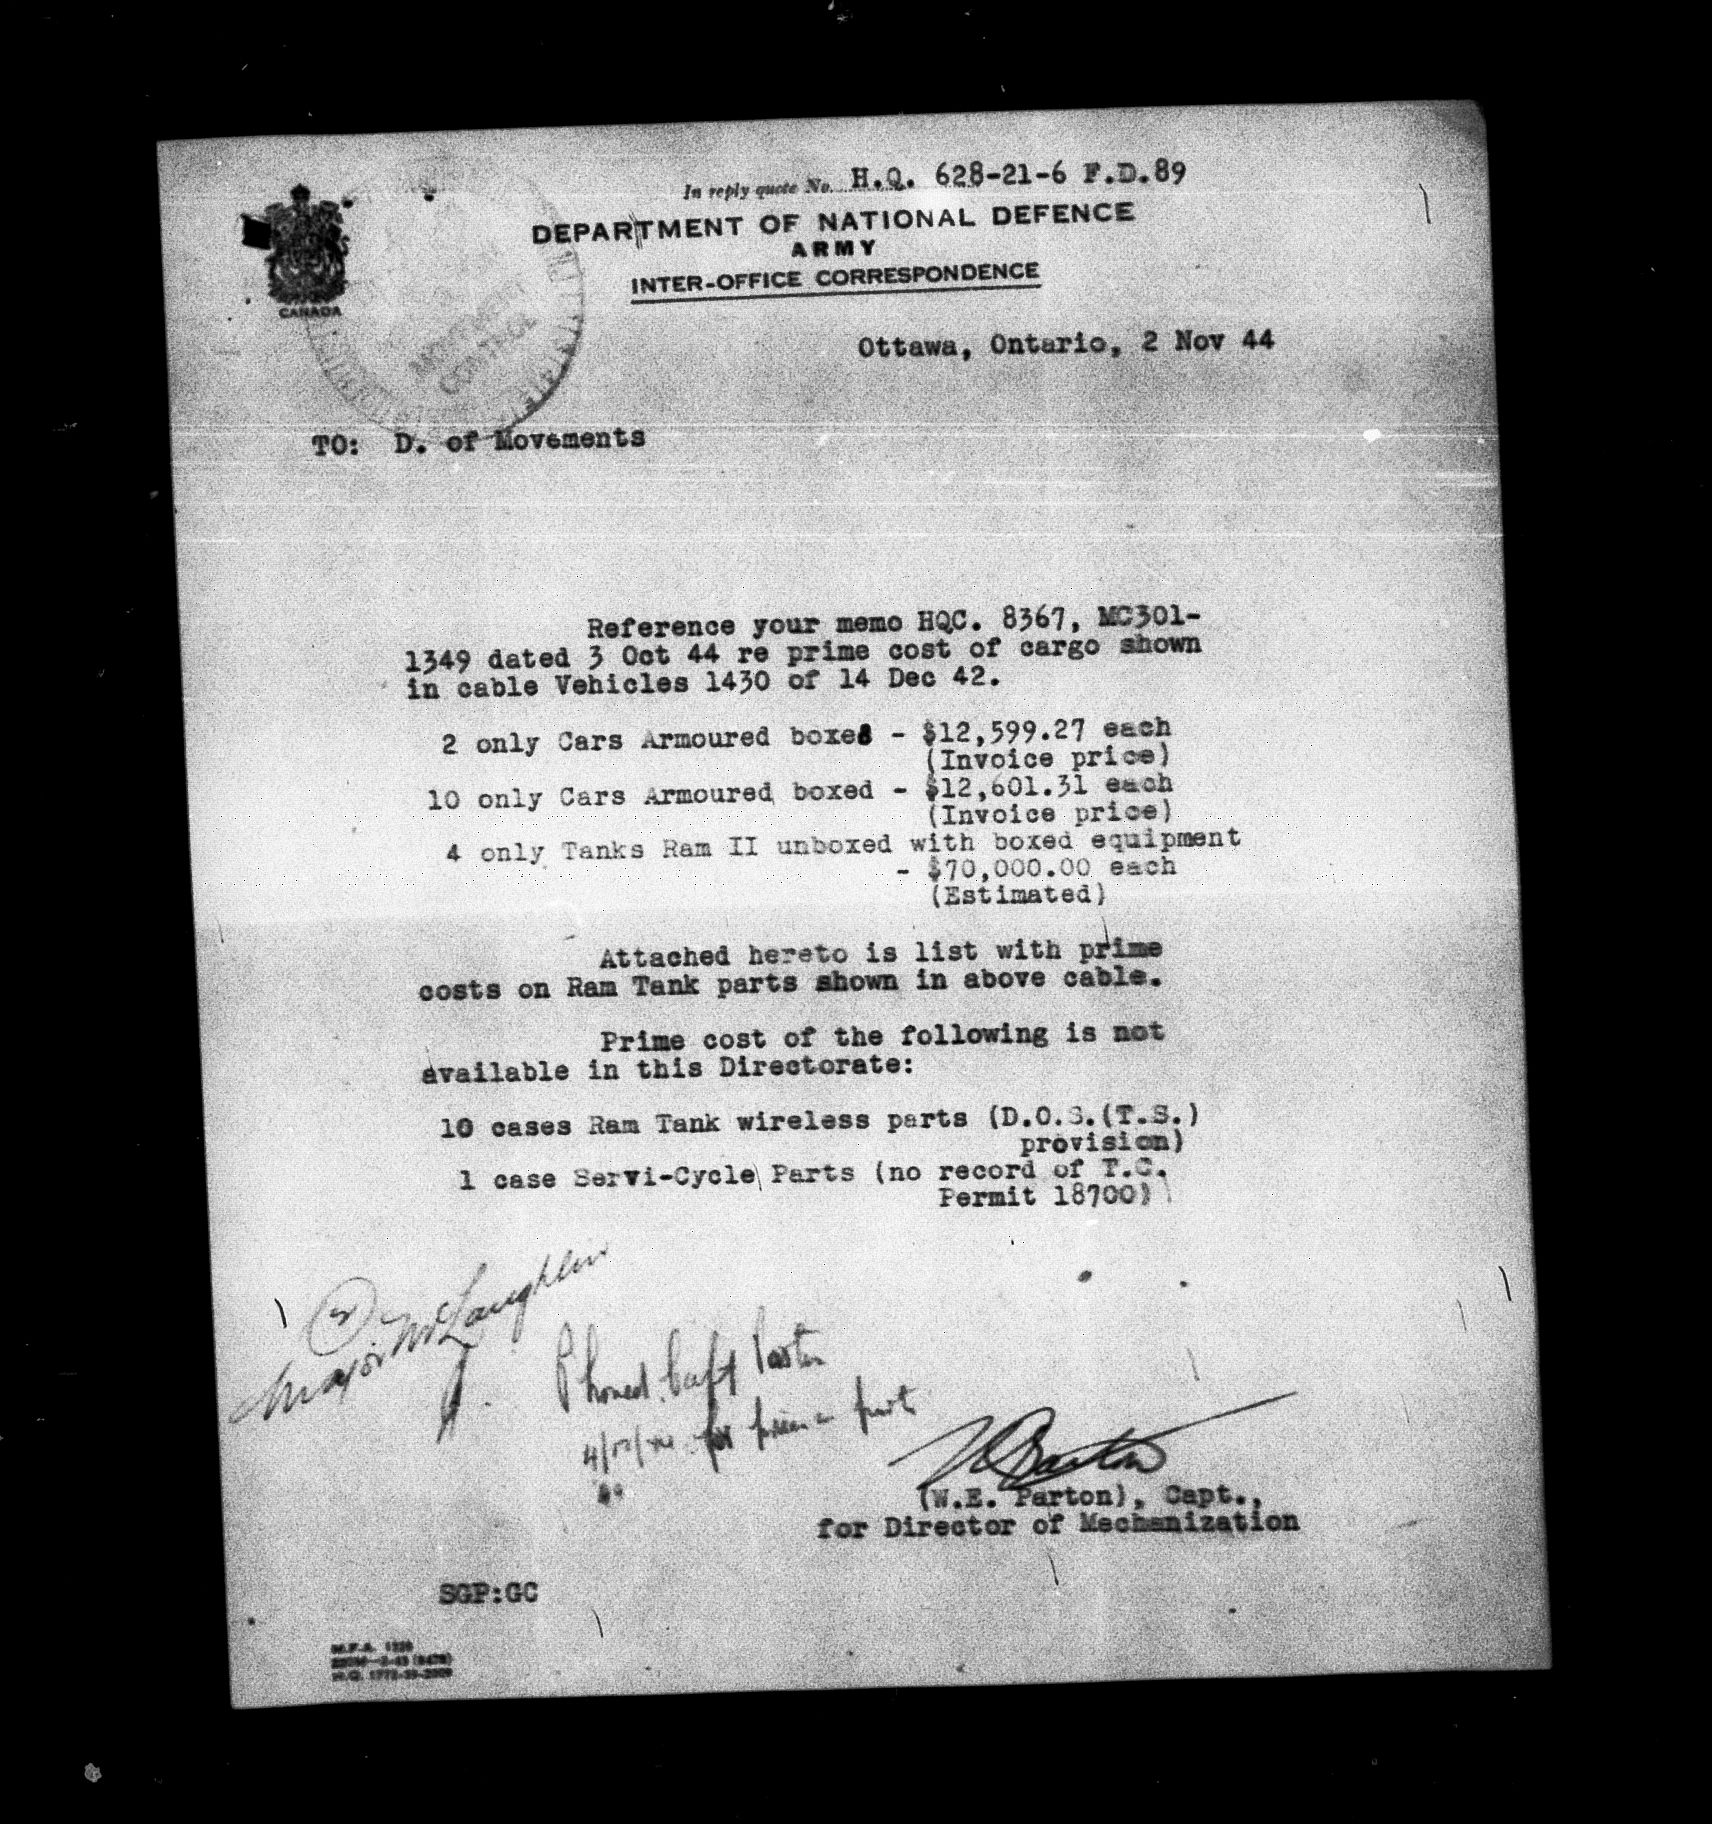 In reply quote No. H.Q. 628-21-6 F.D.89
DEPARTMENT OF NATIONAL DEFENCE
ARMY
INTER-OFFICE CORRESPONDENCE
CANADA
MOVEMENT
CONTROL
Ottawa, Ontario, 2 Nov 44
TO: D. of Movements
Reference your memo HQC. 8367, MC301-
1349 dated 3 Oct 44 re prime cost of cargo shown
in cable Vehicles 1430 of 14 Dec 42.
2 only Cars Armoured boxes - $12,599.27 each
(Invoice price)
10 only Cars Armoured boxed - $12,601.31 each
(Invoice price)
4 only Tanks Ram II unboxed with boxed equipment
- $70,000.00 each
(Estimated)
Attached hereto is list with prime
costs on Ram Tank parts shown in above cable.
Prime cost of the following is not
available in this Directorate:
10 cases Ram Tank wireless parts (D.O.S.(T.S.)
provision)
1 case Servi-Cycle Parts (no record of T.C.
Permit 18700)
Major McLaughlin
Phoned Capt Parton
for
(W.E. Parton), Capt.,
for Director of Mechanization
SGP:GC